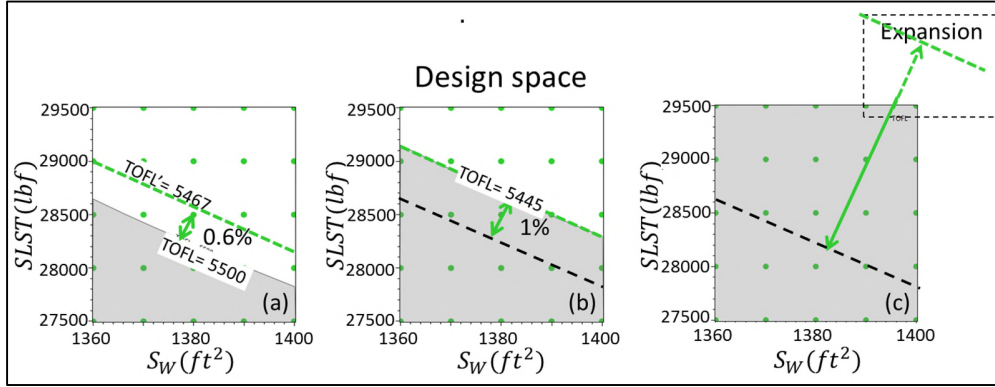 Expansion
Design space
29500
29000
28500
28000
27500
SLST(lbf)
TOFL'= 5467
0.6%
TOFL= 5500
(a)
1360
1380
1400
S_W(ft²)
29500
29000
28500
28000
27500
SLST(lbf)
TOFL= 5445
1%
(b)
1360
1380
1400
S_W(ft²)
29500
29000
28500
28000
27500
SLST(lbf)
TOFL
(c)
1360
1380
1400
S_W(ft²)